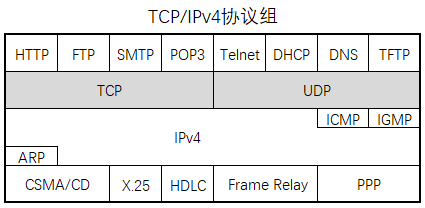 TCP/IPv4协议组
HTTP FTP SMTP POP3 Telnet DHCP DNS TFTP
TCP UDP
ICMP IGMP
IPv4
ARP
CSMA/CD X.25 HDLC Frame Relay PPP